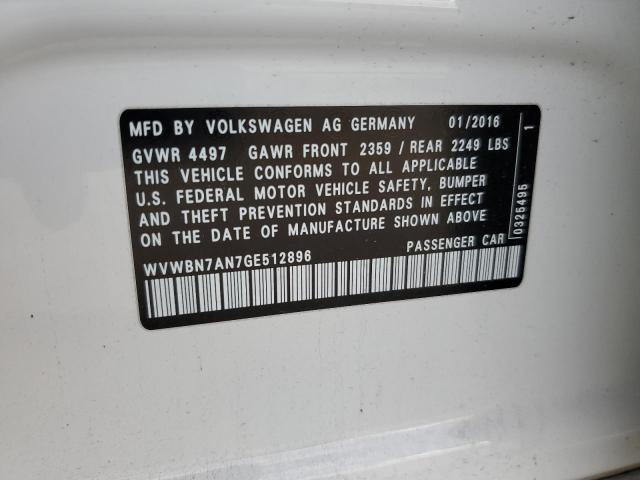 MFD BY VOLKSWAGEN AG GERMANY 01/2016
GVWR 4497 GAWR FRONT 2359 / REAR 2249 LBS
THIS VEHICLE CONFORMS TO ALL APPLICABLE
U.S. FEDERAL MOTOR VEHICLE SAFETY, BUMPER
AND THEFT PREVENTION STANDARDS IN EFFECT
ON THE DATE OF MANUFACTURE SHOWN ABOVE
WVWBN7AN7GE512896 PASSENGER CAR
0325495 1